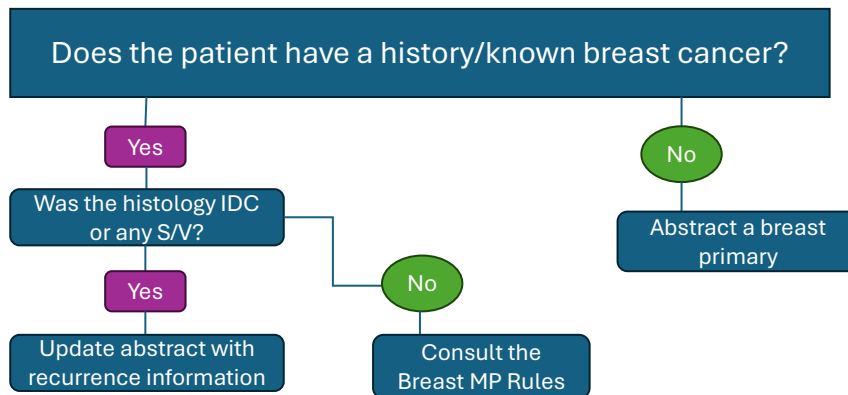 Does the patient have a history/known breast cancer?
Yes
No
Was the histology IDC
or any S/V?
Abstract a breast
primary
Yes
No
Update abstract with
recurrence information
Consult the
Breast MP Rules